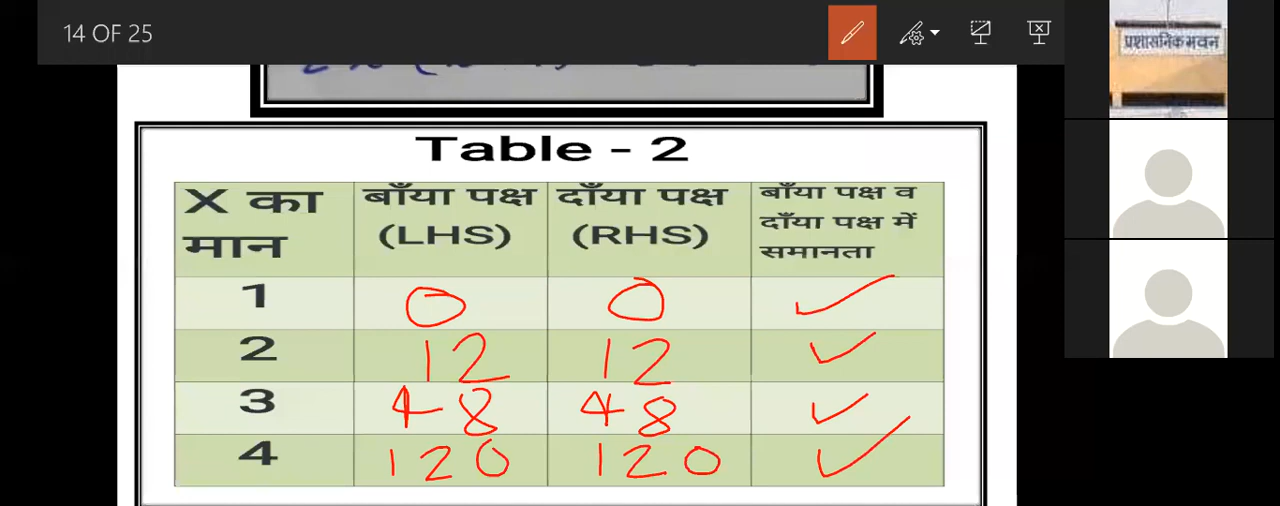 14 OF 25
प्रशासनिक भवन
Table - 2
X का मान
बाँया पक्ष (LHS)
दाँया पक्ष (RHS)
बाँया पक्ष व दाँया पक्ष में समानता
1 0 0 ✓
2 12 12 ✓
3 48 48 ✓
4 120 120 ✓